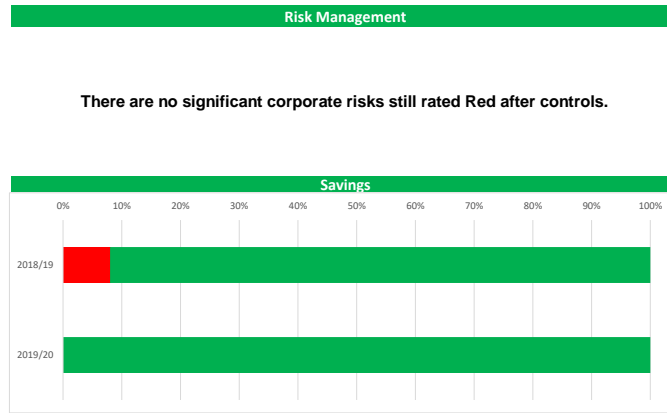 Risk Management
There are no significant corporate risks still rated Red after controls.
Savings
0% 10% 20% 30% 40% 50% 60% 70% 80% 90% 100%
2018/19
2019/20